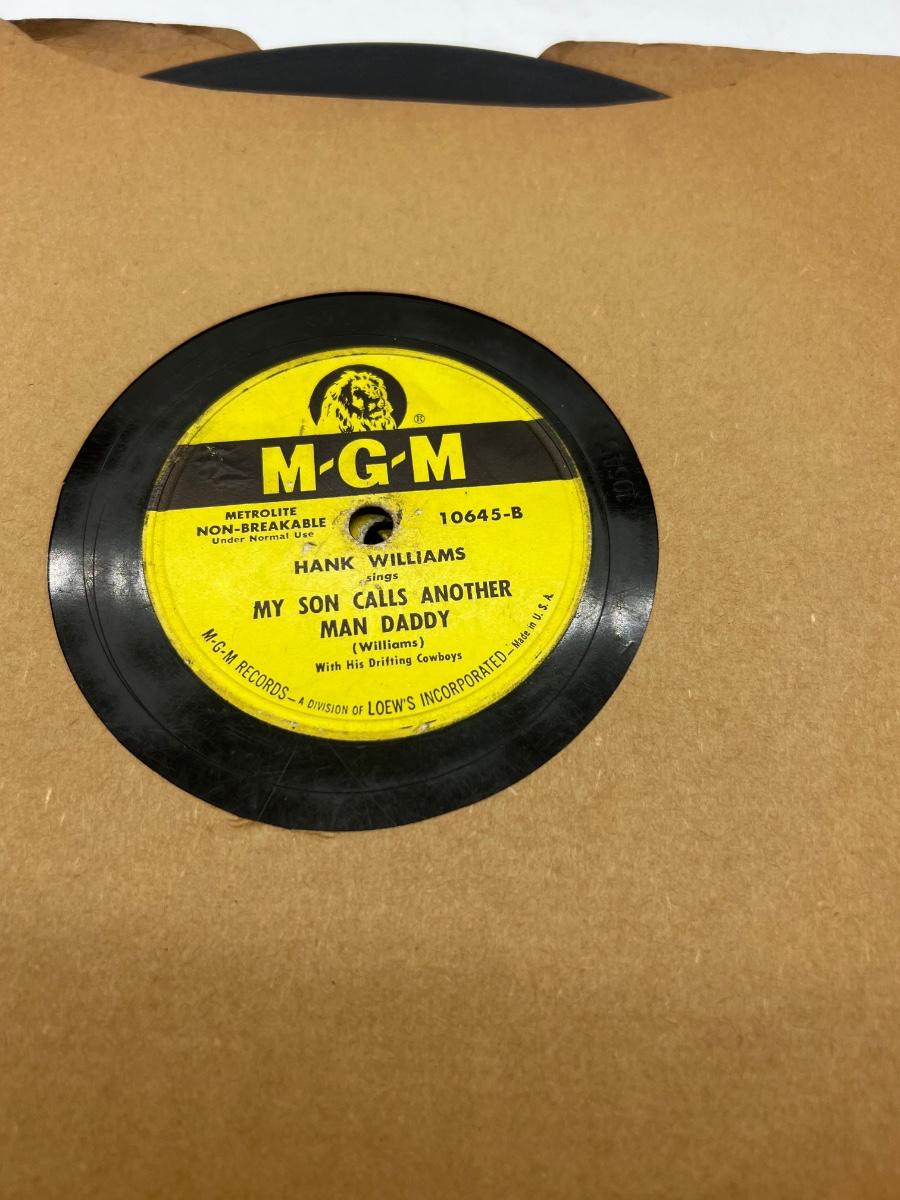 ®
M-G-M
METROLITE
NON-BREAKABLE
Under Normal Use
10645-B
HANK WILLIAMS
sings
MY SON CALLS ANOTHER
MAN DADDY
(Williams)
With His Drifting Cowboys
M-G-M RECORDS—A DIVISION OF LOEW'S INCORPORATED—Made in U. S. A.